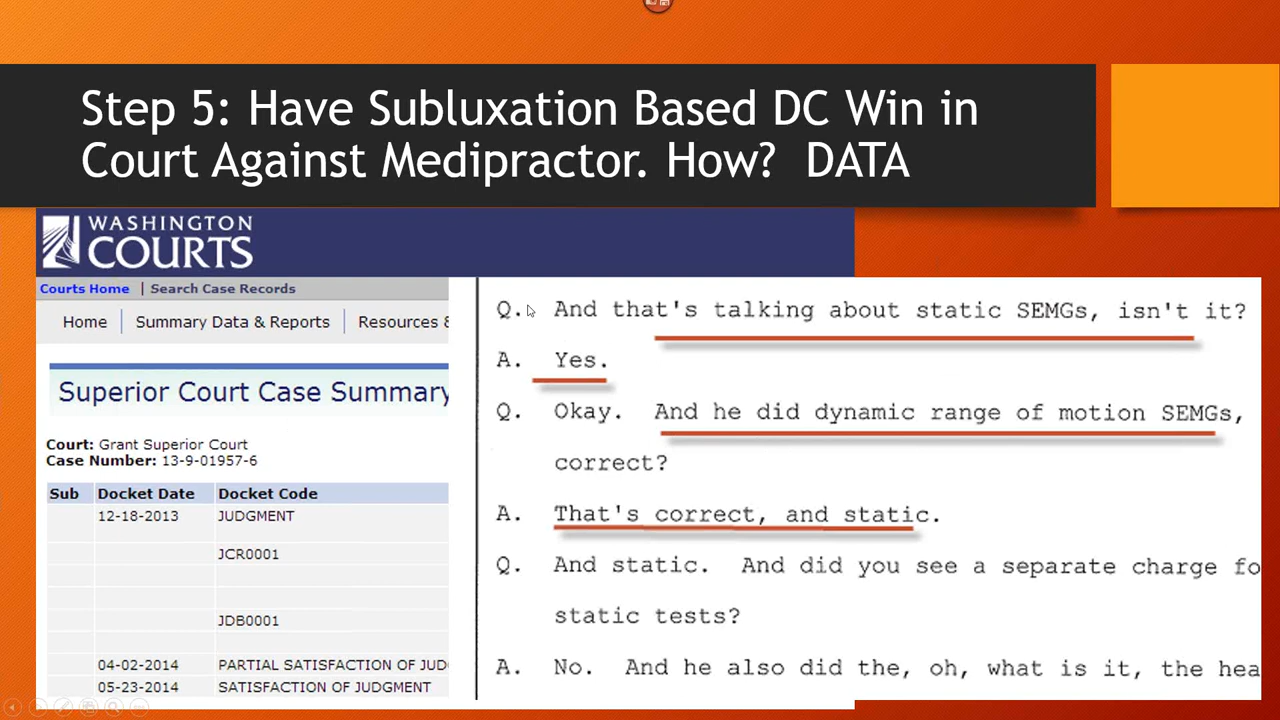 Step 5: Have Subluxation Based DC Win in
Court Against Medipractor. How? DATA
WASHINGTON
COURTS
Courts Home | Search Case Records
Home | Summary Data & Reports | Resources &
Superior Court Case Summary
Court: Grant Superior Court
Case Number: 13-9-01957-6
Sub Docket Date Docket Code
12-18-2013 JUDGMENT
JCR0001
JDB0001
04-02-2014 PARTIAL SATISFACTION OF JUD
05-23-2014 SATISFACTION OF JUDGMENT
Q. And that's talking about static SEMGs, isn't it?
A. Yes.
Q. Okay. And he did dynamic range of motion SEMGs,
correct?
A. That's correct, and static.
Q. And static. And did you see a separate charge fo
static tests?
A. No. And he also did the, oh, what is it, the hea